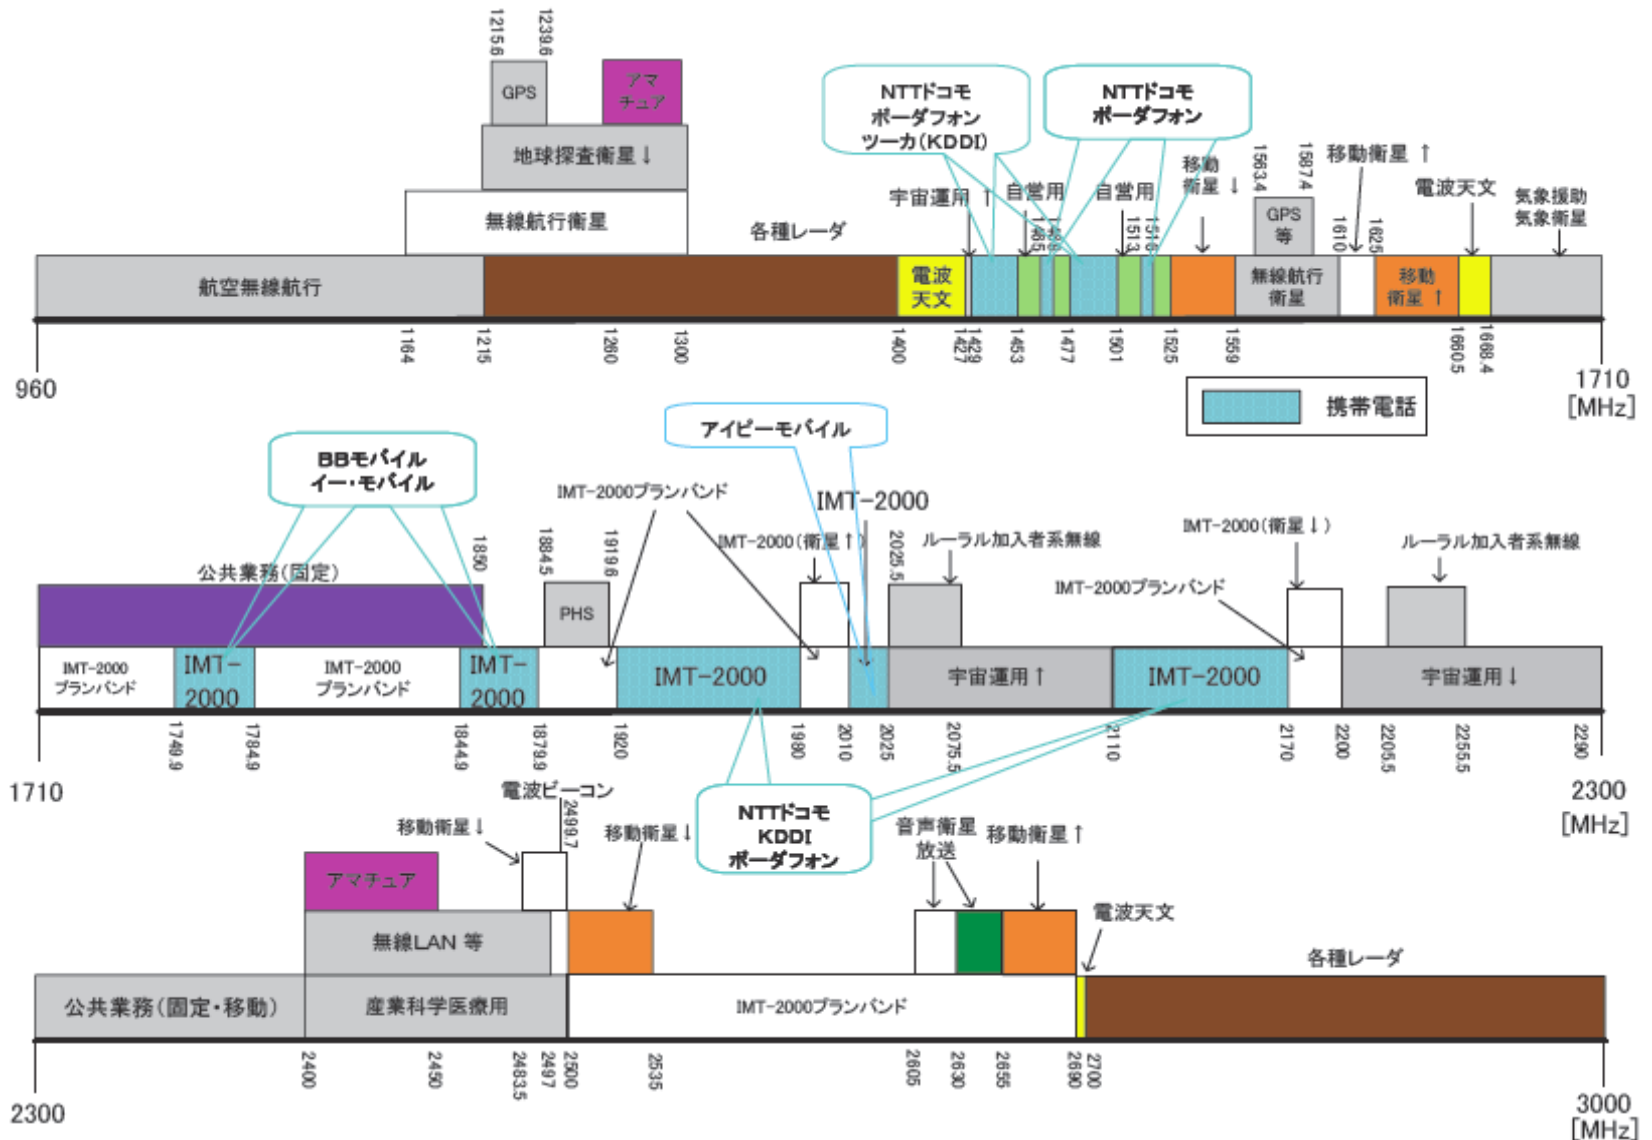 1215.6
1239.6
GPS
アマ
チュア
地球探査衛星↓
無線航行衛星
各種レーダ
NTTドコモ
ボーダフォン
ツーカ(KDDI)
NTTドコモ
ボーダフォン
宇宙運用 ↑
自営用
自営用
移動
衛星 ↓
1563.4
1587.4
移動衛星 ↑
電波天文
気象援助
気象衛星
GPS
等
1610
1625
1513
1516
航空無線航行
電波
天文
無線航行
衛星
移動
衛星 ↑
1164
1215
1260
1300
1400
1427
1429
1453
1477
1501
1525
1559
1660.5
1668.4
960
1710
[MHz]
携帯電話
BBモバイル
イー・モバイル
アイピーモバイル
IMT-2000プランバンド
IMT-2000
IMT-2000(衛星↑)
ルーラル加入者系無線
IMT-2000(衛星↓)
ルーラル加入者系無線
IMT-2000プランバンド
公共業務(固定)
1850
1884.5
1919.6
2025.5
PHS
IMT-2000
プランバンド
IMT-
2000
IMT-2000
プランバンド
IMT-
2000
IMT-2000
宇宙運用↑
IMT-2000
宇宙運用↓
1749.9
1784.9
1844.9
1879.9
1920
1980
2010
2025
2075.5
2110
2170
2200
2205.5
2255.5
2290
1710
2300
[MHz]
NTTドコモ
KDDI
ボーダフォン
電波ビーコン
2499.7
移動衛星↓
移動衛星↓
音声衛星
放送
移動衛星↑
電波天文
アマチュア
無線LAN 等
各種レーダ
公共業務(固定・移動)
産業科学医療用
IMT-2000プランバンド
2400
2450
2483.5
2497
2500
2535
2605
2630
2655
2690
2700
2300
3000
[MHz]